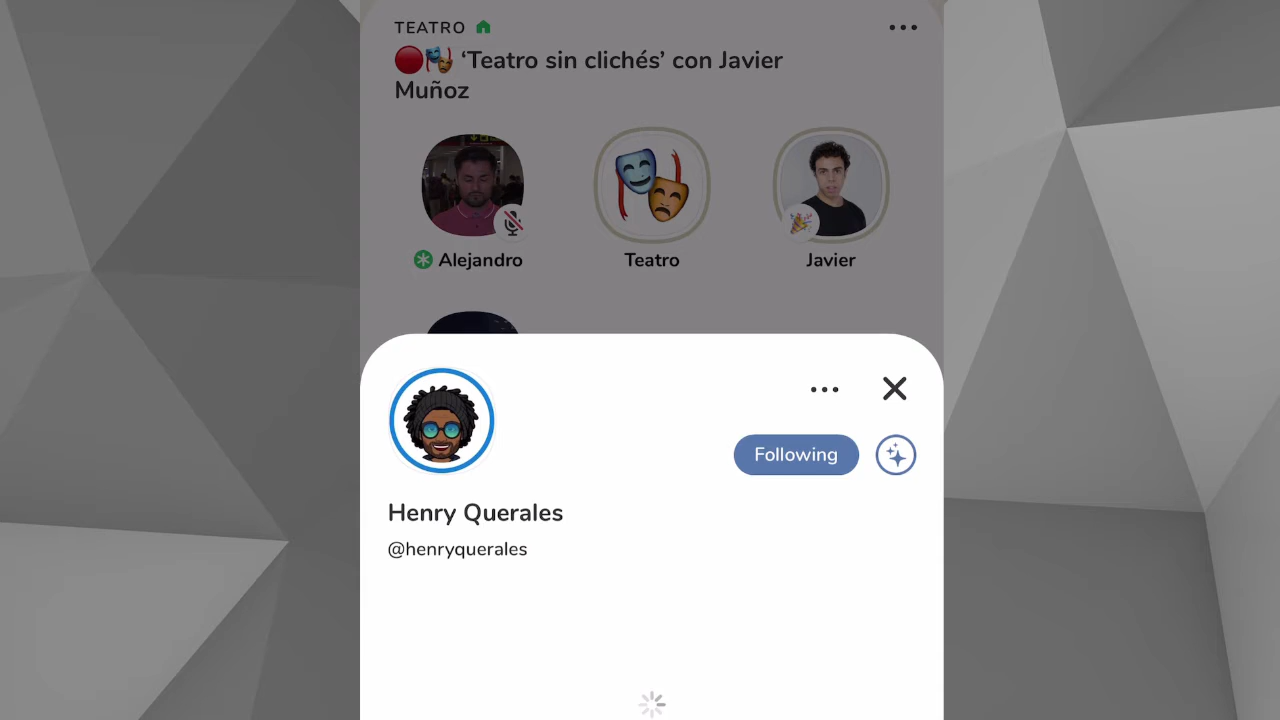 TEATRO
‘Teatro sin clichés’ con Javier
Muñoz
Alejandro
Teatro
Javier
Following
Henry Querales
@henryquerales